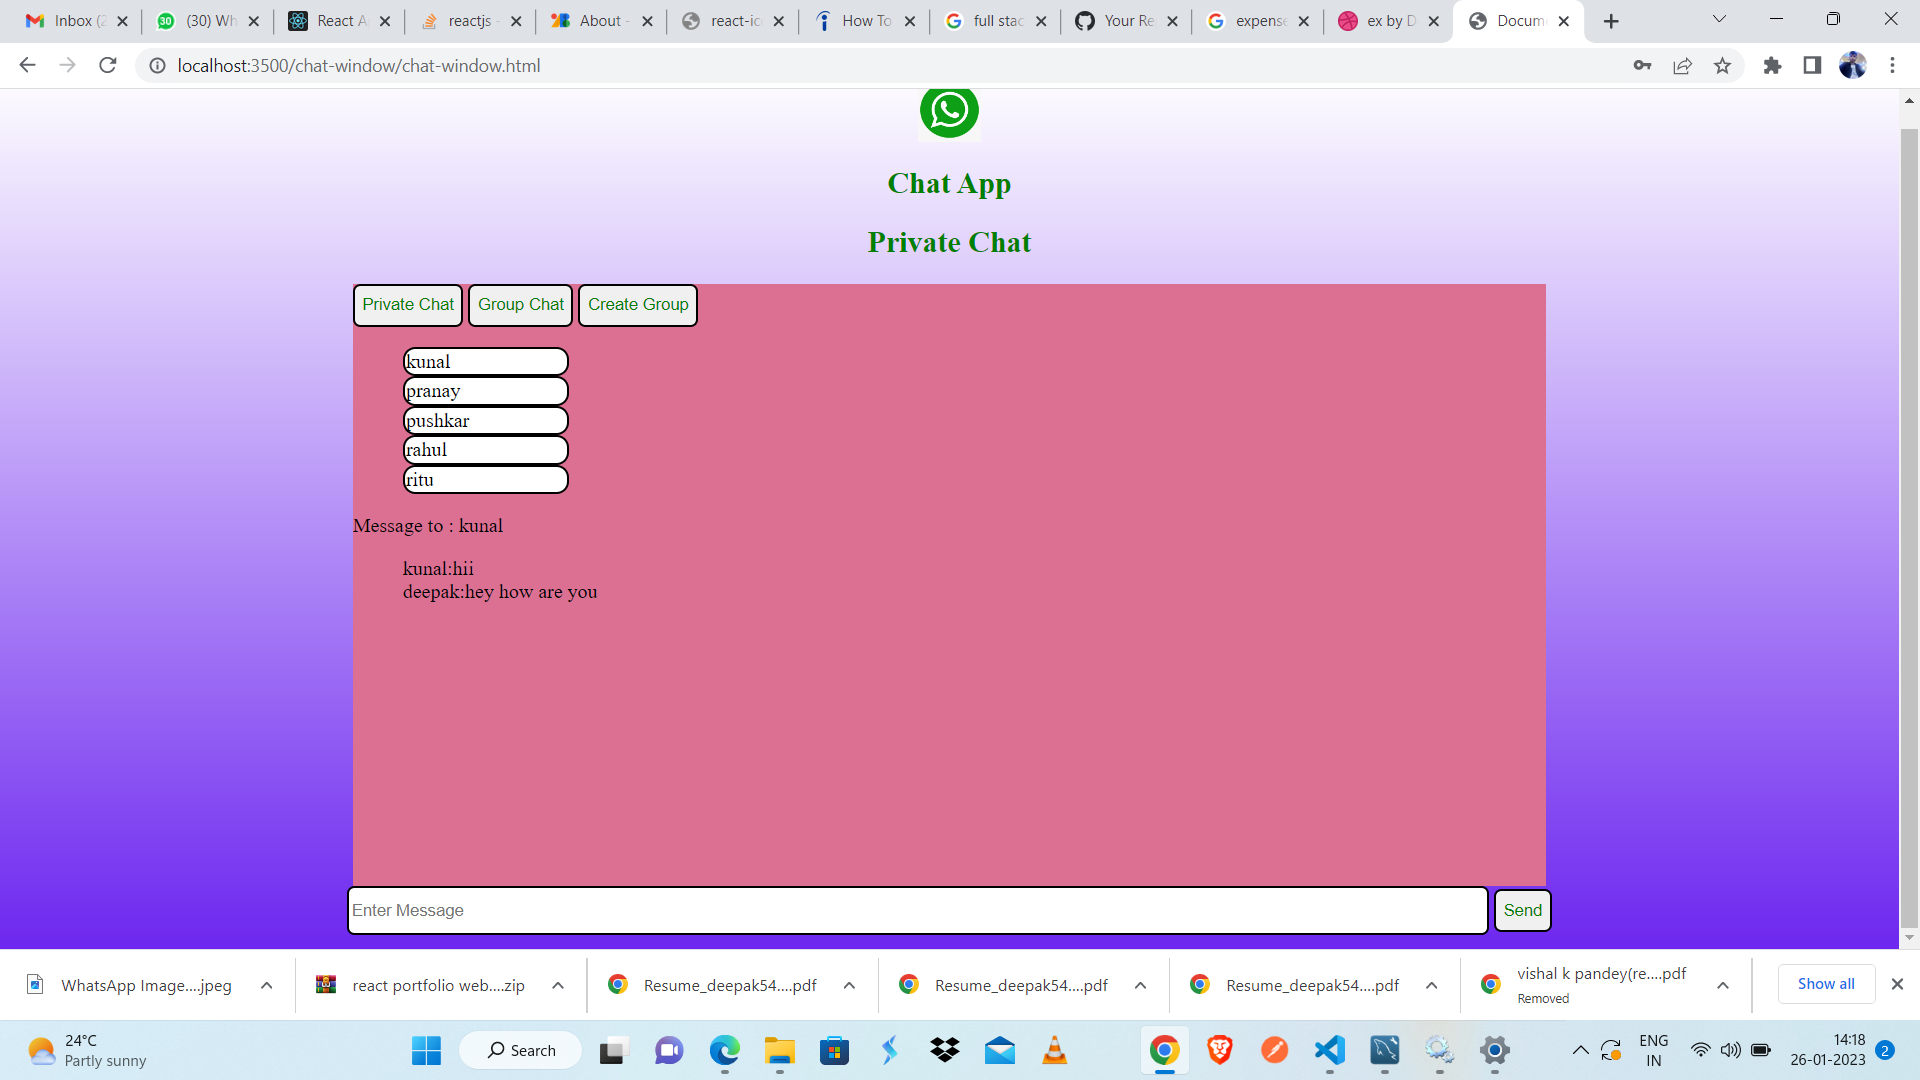 Inbox (2
30
(30) Wh
React A
reactjs -
About -
react-ic
How To
full stac
Your Re
expense
ex by D
Docum
localhost:3500/chat-window/chat-window.html
Chat App
Private Chat
Private Chat
Group Chat
Create Group
kunal
pranay
pushkar
rahul
ritu
Message to : kunal
kunal:hii
deepak:hey how are you
Enter Message
Send
WhatsApp Image....jpeg
react portfolio web....zip
Resume_deepak54....pdf
Resume_deepak54....pdf
Resume_deepak54....pdf
vishal k pandey(re....pdf
Removed
Show all
24°C
Partly sunny
Search
ENG
IN
14:18
26-01-2023
2